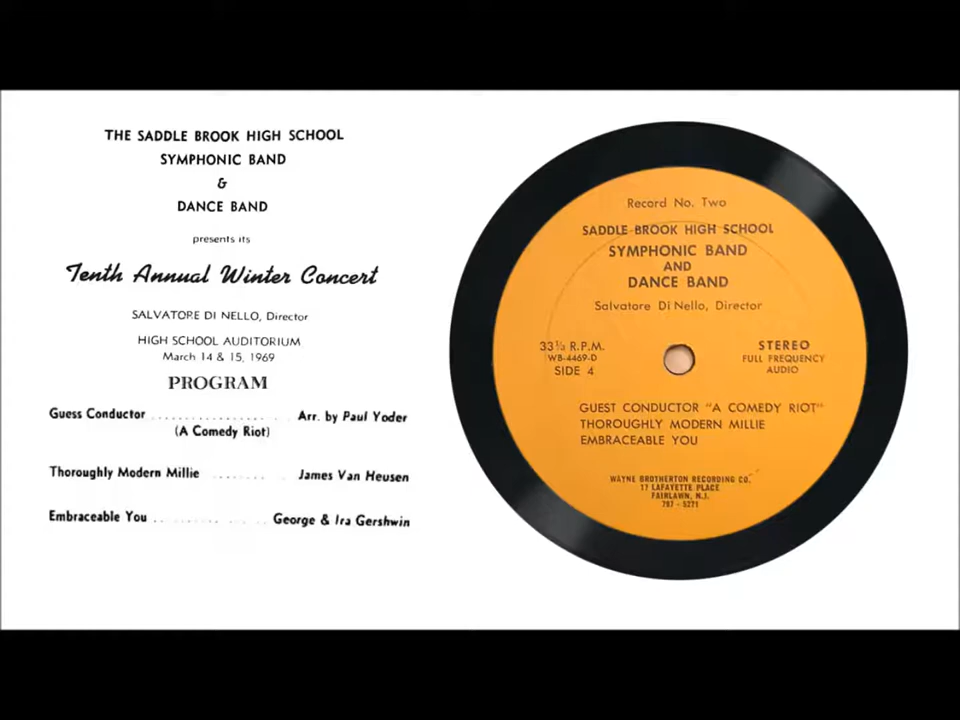 THE SADDLE BROOK HIGH SCHOOL
SYMPHONIC BAND
&
DANCE BAND
presents its
Tenth Annual Winter Concert
SALVATORE DI NELLO, Director
HIGH SCHOOL AUDITORIUM
March 14 & 15, 1969
PROGRAM
Guess Conductor .................... Arr. by Paul Yoder
(A Comedy Riot)
Thoroughly Modern Millie ........ James Van Heusen
Embraceable You ............ George & Ira Gershwin
Record No. Two
SADDLE BROOK HIGH SCHOOL
SYMPHONIC BAND
AND
DANCE BAND
Salvatore Di Nello, Director
33⅓ R.P.M.
WB-4469-D
SIDE 4
STEREO
FULL FREQUENCY
AUDIO
GUEST CONDUCTOR "A COMEDY RIOT"
THOROUGHLY MODERN MILLIE
EMBRACEABLE YOU
WAYNE BROTHERTON RECORDING CO.
17 LAFAYETTE PLACE
FAIRLAWN, N.J.
797 - 5271